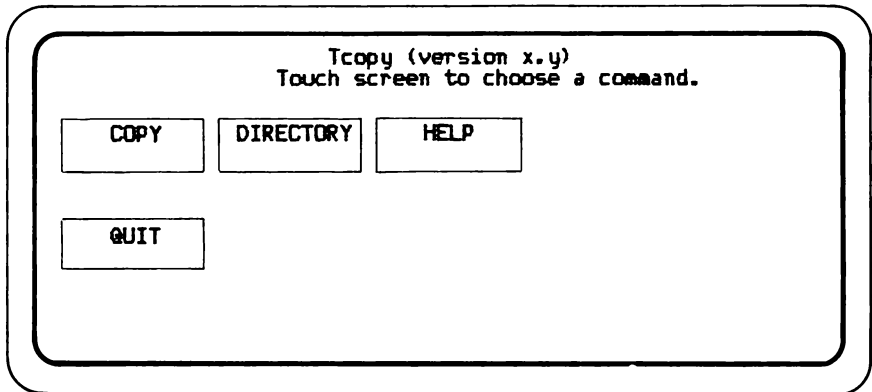 Tcopy (version x.y)
Touch screen to choose a command.
COPY DIRECTORY HELP
QUIT